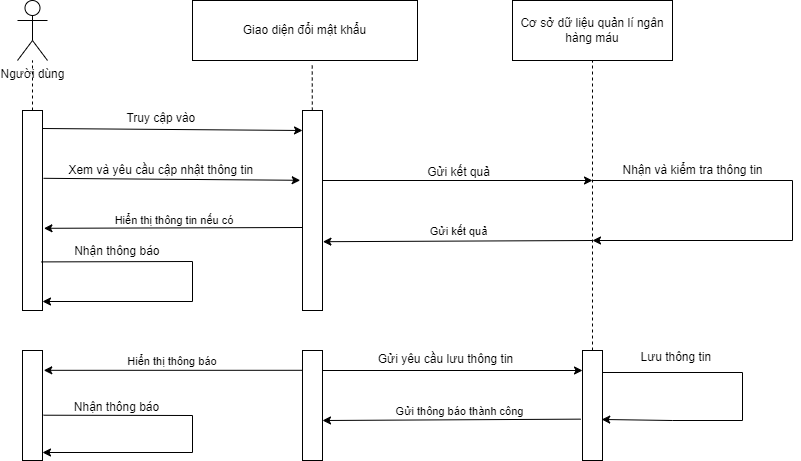 Giao diện đổi mật khẩu
Cơ sở dữ liệu quản lí ngân
hàng máu
Người dùng
Truy cập vào
Xem và yêu cầu cập nhật thông tin
Gửi kết quả
Nhận và kiểm tra thông tin
Hiển thị thông tin nếu có
Gửi kết quả
Nhận thông báo
Hiển thị thông báo
Gửi yêu cầu lưu thông tin
Lưu thông tin
Nhận thông báo
Gửi thông báo thành công